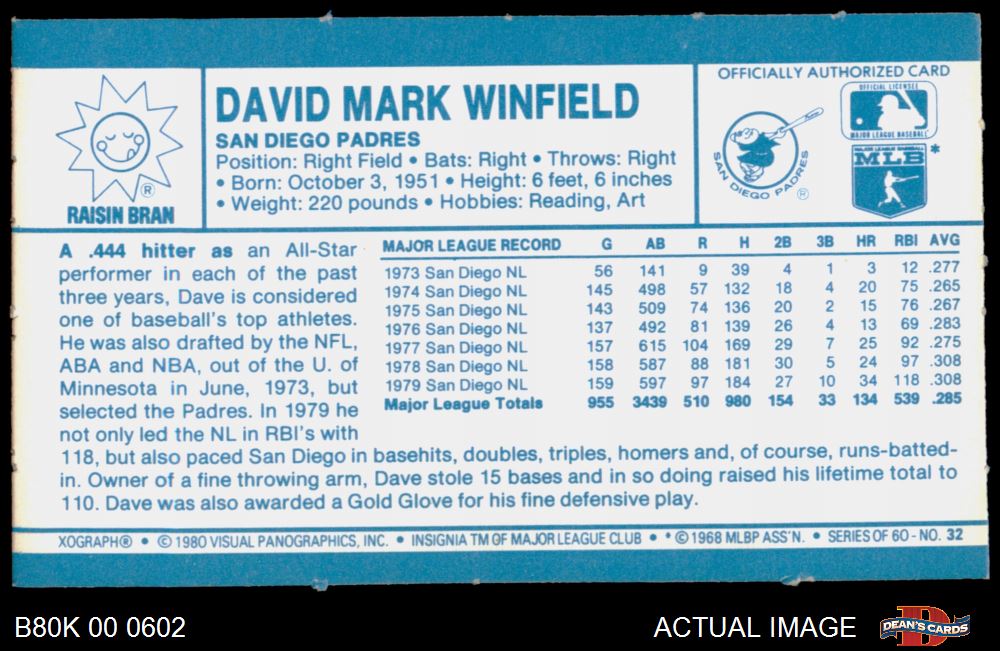 DAVID MARK WINFIELD
SAN DIEGO PADRES
Position: Right Field • Bats: Right • Throws: Right
• Born: October 3, 1951 • Height: 6 feet, 6 inches
• Weight: 220 pounds • Hobbies: Reading, Art
®
RAISIN BRAN
OFFICIALLY AUTHORIZED CARD
SAN DIEGO PADRES
®
OFFICIAL LICENSEE
MAJOR LEAGUE BASEBALL
MAJOR LEAGUE BASEBALL
MLB *
A .444 hitter as an All-Star
performer in each of the past
three years, Dave is considered
one of baseball's top athletes.
He was also drafted by the NFL,
ABA and NBA, out of the U. of
Minnesota in June, 1973, but
selected the Padres. In 1979 he
not only led the NL in RBI's with
118, but also paced San Diego in basehits, doubles, triples, homers and, of course, runs-batted-
in. Owner of a fine throwing arm, Dave stole 15 bases and in so doing raised his lifetime total to
110. Dave was also awarded a Gold Glove for his fine defensive play.
MAJOR LEAGUE RECORD G AB R H 2B 3B HR RBI AVG
1973 San Diego NL 56 141 9 39 4 1 3 12 .277
1974 San Diego NL 145 498 57 132 18 4 20 75 .265
1975 San Diego NL 143 509 74 136 20 2 15 76 .267
1976 San Diego NL 137 492 81 139 26 4 13 69 .283
1977 San Diego NL 157 615 104 169 29 7 25 92 .275
1978 San Diego NL 158 587 88 181 30 5 24 97 .308
1979 San Diego NL 159 597 97 184 27 10 34 118 .308
Major League Totals 955 3439 510 980 154 33 134 539 .285
XOGRAPH® • © 1980 VISUAL PANOGRAPHICS, INC. • INSIGNIA TM OF MAJOR LEAGUE CLUB • * © 1968 MLBP ASS'N. • SERIES OF 60 - NO. 32
B80K 00 0602
ACTUAL IMAGE
DEAN'S CARDS